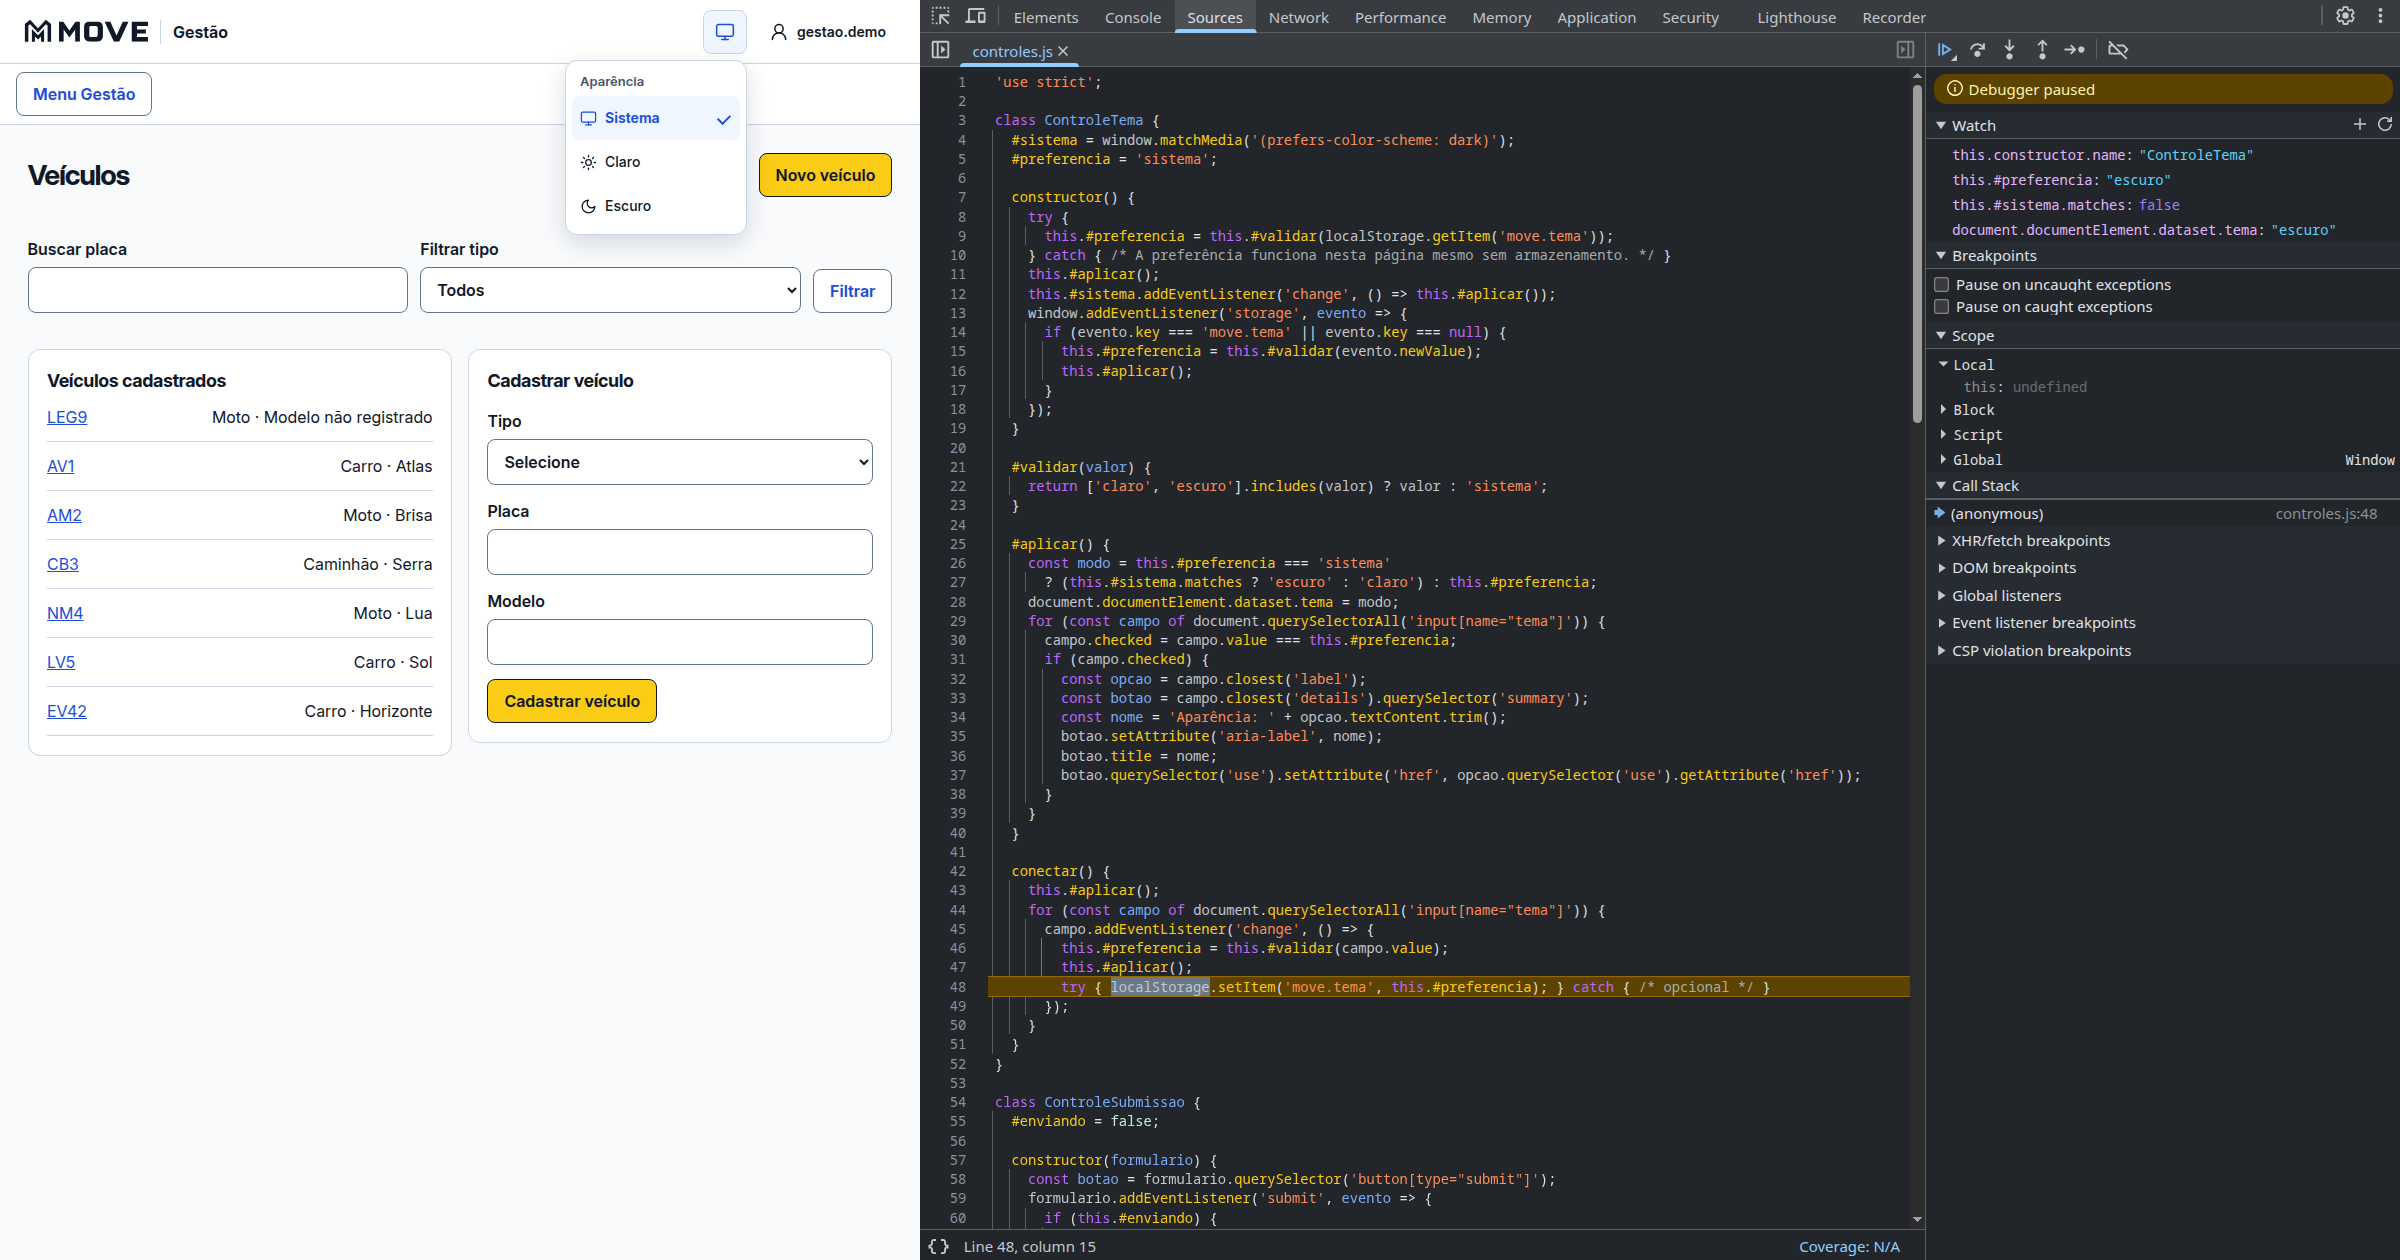 MOVE Gestão
gestao.demo
Menu Gestão
Aparência
Sistema
Claro
Escuro
Veículos
Novo veículo
Buscar placa
Filtrar tipo
Todos
Filtrar
Veículos cadastrados
LEG9 Moto · Modelo não registrado
AV1 Carro · Atlas
AM2 Moto · Brisa
CB3 Caminhão · Serra
NM4 Moto · Lua
LV5 Carro · Sol
EV42 Carro · Horizonte
Cadastrar veículo
Tipo
Selecione
Placa
Modelo
Cadastrar veículo
Elements Console Sources Network Performance Memory Application Security Lighthouse Recorder
controles.js
1 'use strict';
2
3 class ControleTema {
4 #sistema = window.matchMedia('(prefers-color-scheme: dark)');
5 #preferencia = 'sistema';
6
7 constructor() {
8 try {
9 this.#preferencia = this.#validar(localStorage.getItem('move.tema'));
10 } catch { /* A preferência funciona nesta página mesmo sem armazenamento. */ }
11 this.#aplicar();
12 this.#sistema.addEventListener('change', () => this.#aplicar());
13 window.addEventListener('storage', evento => {
14 if (evento.key === 'move.tema' || evento.key === null) {
15 this.#preferencia = this.#validar(evento.newValue);
16 this.#aplicar();
17 }
18 });
19 }
20
21 #validar(valor) {
22 return ['claro', 'escuro'].includes(valor) ? valor : 'sistema';
23 }
24
25 #aplicar() {
26 const modo = this.#preferencia === 'sistema'
27 ? (this.#sistema.matches ? 'escuro' : 'claro') : this.#preferencia;
28 document.documentElement.dataset.tema = modo;
29 for (const campo of document.querySelectorAll('input[name="tema"]')) {
30 campo.checked = campo.value === this.#preferencia;
31 if (campo.checked) {
32 const opcao = campo.closest('label');
33 const botao = campo.closest('details').querySelector('summary');
34 const nome = 'Aparência: ' + opcao.textContent.trim();
35 botao.setAttribute('aria-label', nome);
36 botao.title = nome;
37 botao.querySelector('use').setAttribute('href', opcao.querySelector('use').getAttribute('href'));
38 }
39 }
40 }
41
42 conectar() {
43 this.#aplicar();
44 for (const campo of document.querySelectorAll('input[name="tema"]')) {
45 campo.addEventListener('change', () => {
46 this.#preferencia = this.#validar(campo.value);
47 this.#aplicar();
48 try { localStorage.setItem('move.tema', this.#preferencia); } catch { /* opcional */ }
49 });
50 }
51 }
52 }
53
54 class ControleSubmissao {
55 #enviando = false;
56
57 constructor(formulario) {
58 const botao = formulario.querySelector('button[type="submit"]');
59 formulario.addEventListener('submit', evento => {
60 if (this.#enviando) {
{} Line 48, column 15
Coverage: N/A
Debugger paused
Watch
this.constructor.name: "ControleTema"
this.#preferencia: "escuro"
this.#sistema.matches: false
document.documentElement.dataset.tema: "escuro"
Breakpoints
Pause on uncaught exceptions
Pause on caught exceptions
Scope
Local
this: undefined
Block
Script
Global Window
Call Stack
(anonymous) controles.js:48
XHR/fetch breakpoints
DOM breakpoints
Global listeners
Event listener breakpoints
CSP violation breakpoints